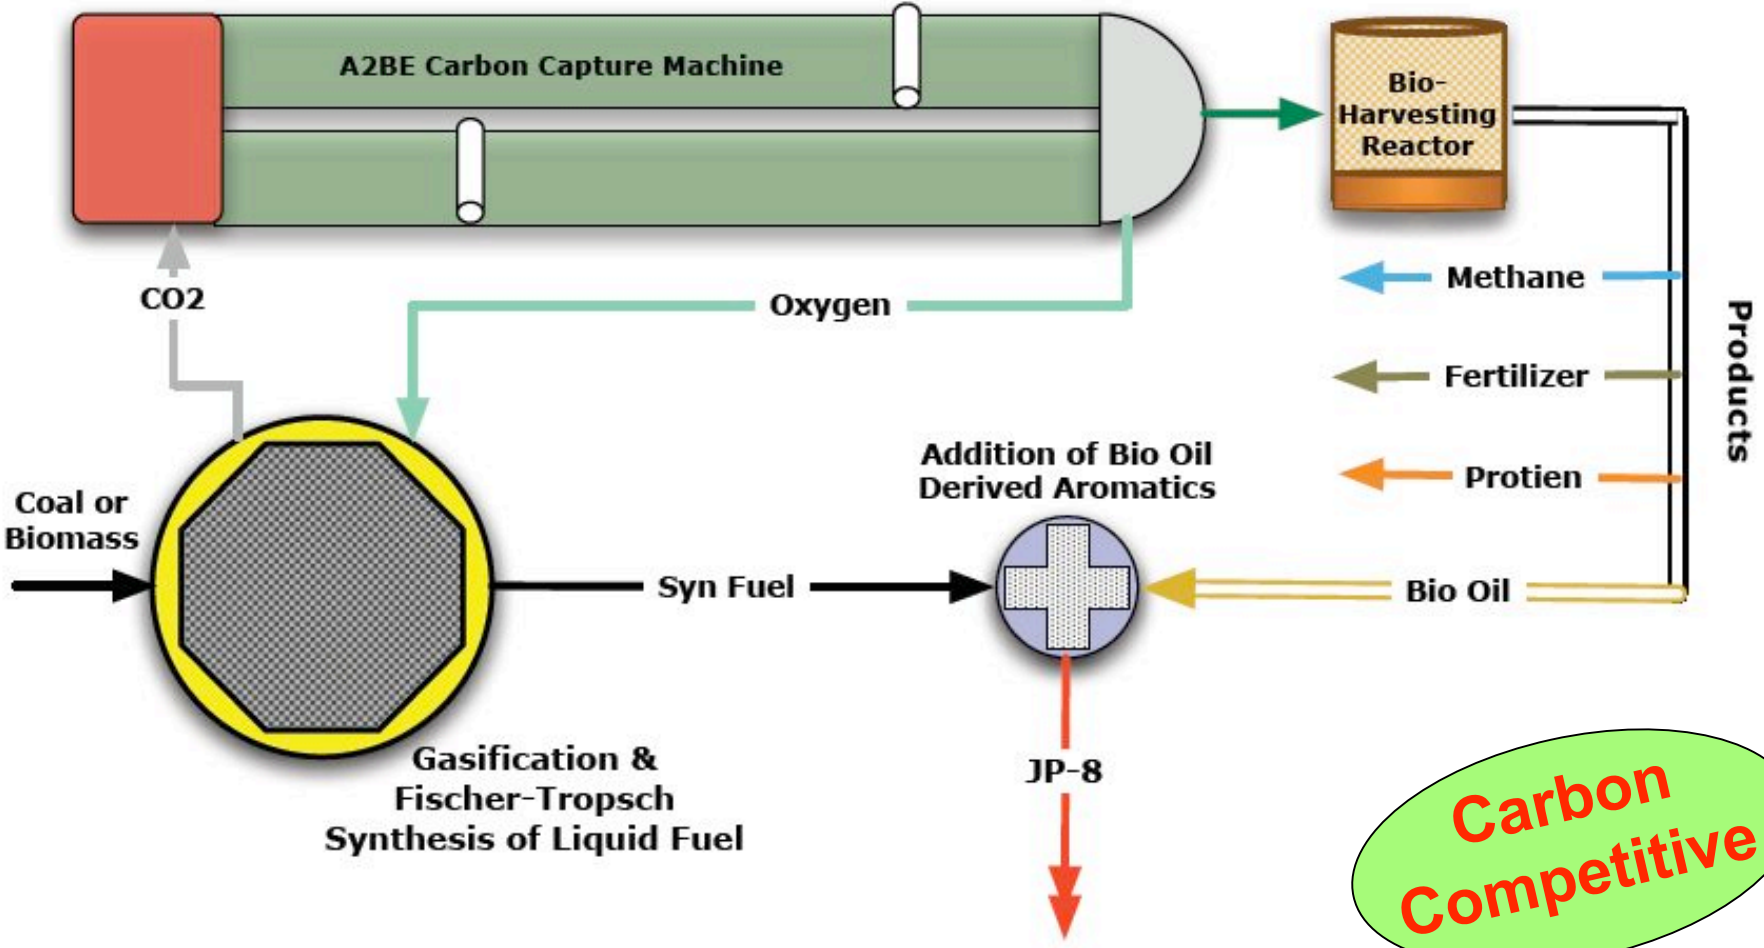 A2BE Carbon Capture Machine
Bio-
Harvesting
Reactor
CO2
Oxygen
Methane
Fertilizer
Protien
Products
Coal or
Biomass
Addition of Bio Oil
Derived Aromatics
Syn Fuel
Bio Oil
Gasification &
Fischer-Tropsch
Synthesis of Liquid Fuel
JP-8
Carbon
Competitive